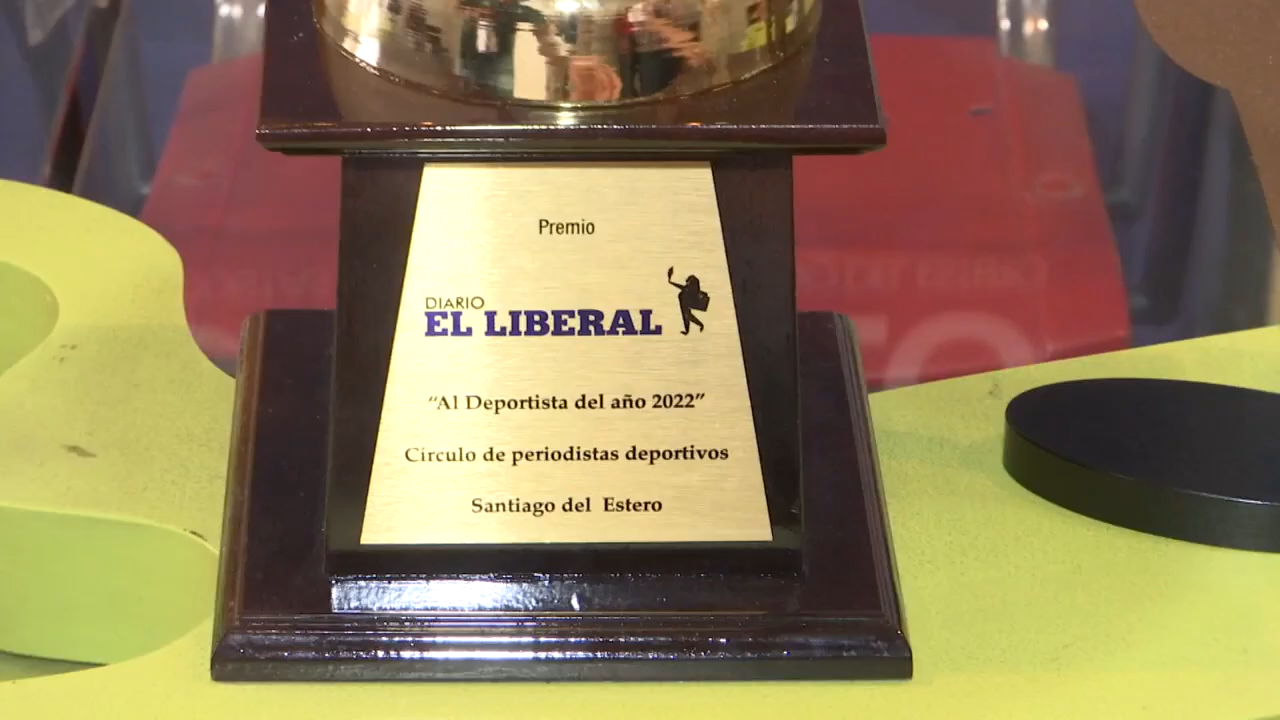 Premio
DIARIO
EL LIBERAL
“Al Deportista del año 2022”
Círculo de periodistas deportivos
Santiago del Estero